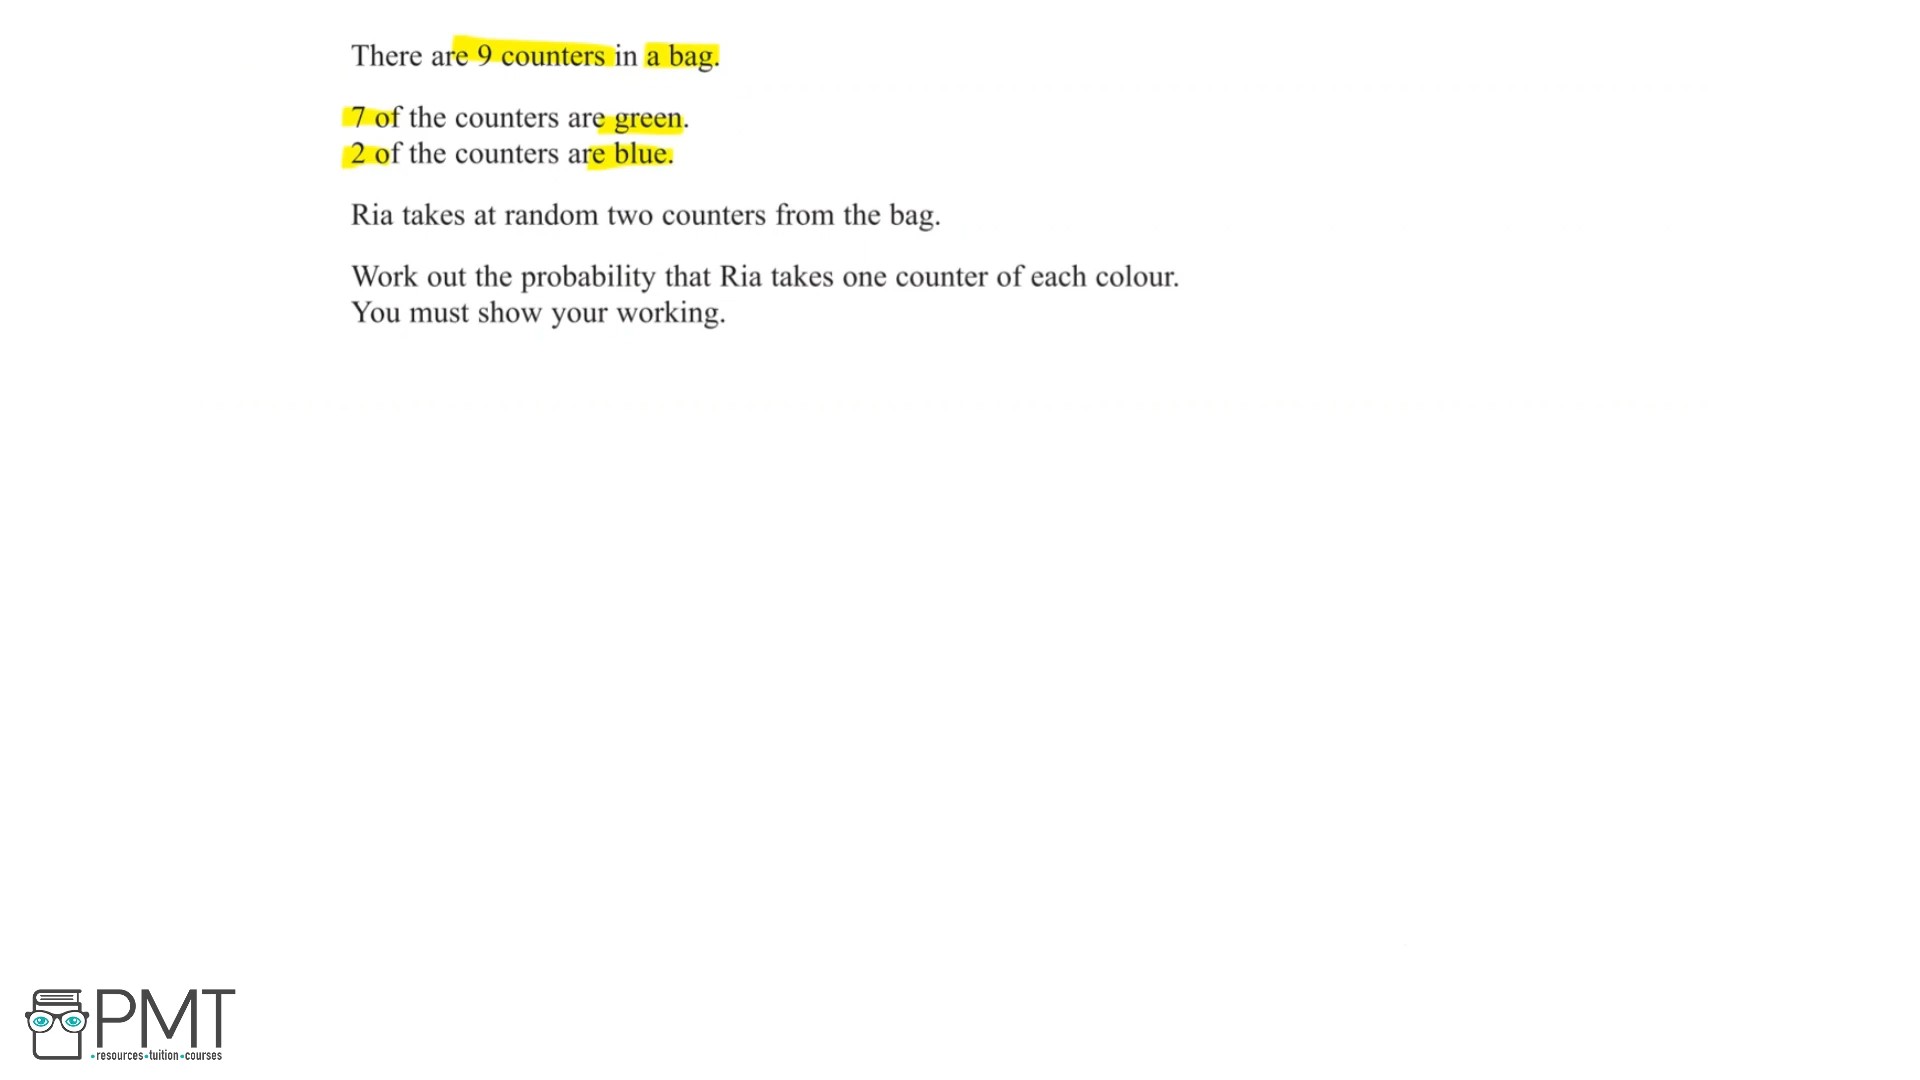 There are 9 counters in a bag.
7 of the counters are green.
2 of the counters are blue.
Ria takes at random two counters from the bag.
Work out the probability that Ria takes one counter of each colour.
You must show your working.
PMT
•resources•tuition•courses